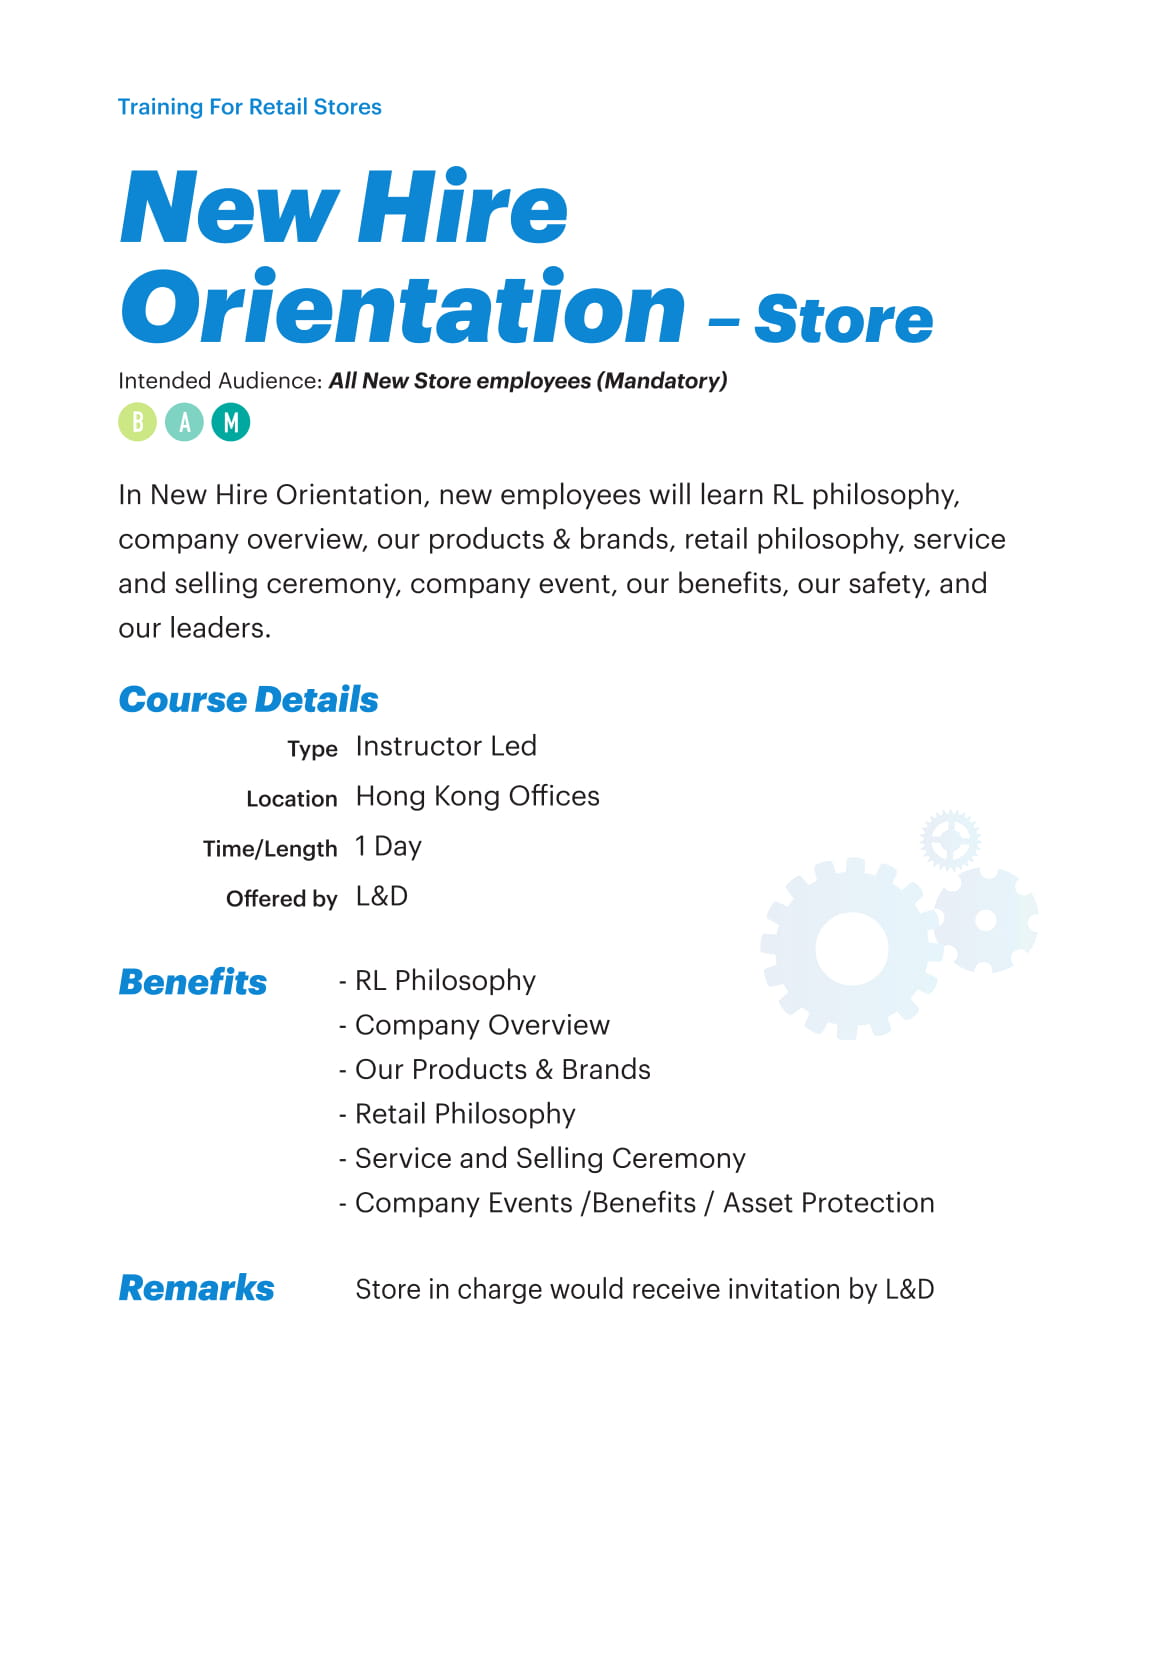 Training For Retail Stores
New Hire
Orientation – Store
Intended Audience: All New Store employees (Mandatory)
B A M
In New Hire Orientation, new employees will learn RL philosophy,
company overview, our products & brands, retail philosophy, service
and selling ceremony, company event, our benefits, our safety, and
our leaders.
Course Details
Type Instructor Led
Location Hong Kong Offices
Time/Length 1 Day
Offered by L&D
Benefits - RL Philosophy
- Company Overview
- Our Products & Brands
- Retail Philosophy
- Service and Selling Ceremony
- Company Events /Benefits / Asset Protection
Remarks Store in charge would receive invitation by L&D